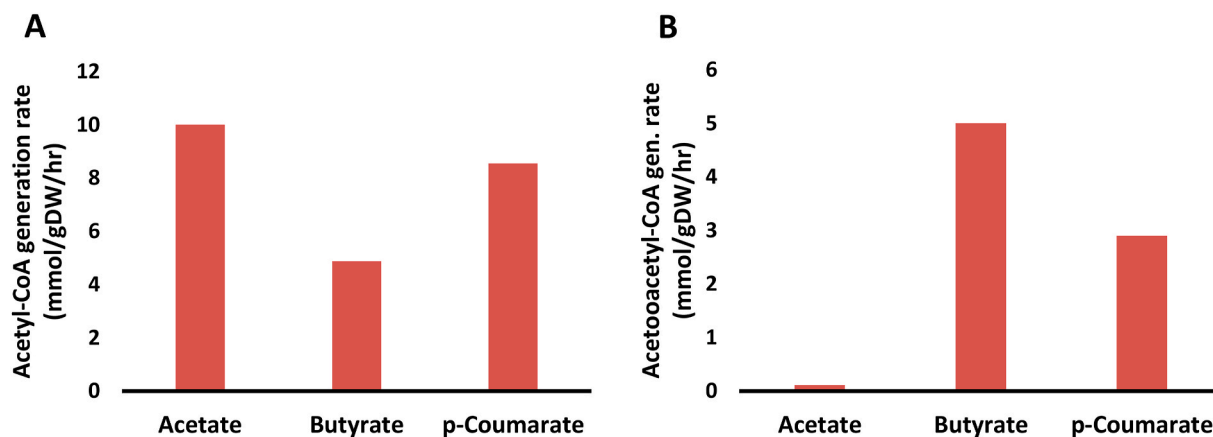 A
Acetyl-CoA generation rate
(mmol/gDW/hr)
12
10
8
6
4
2
0
Acetate Butyrate p-Coumarate
B
Acetooacetyl-CoA gen. rate
(mmol/gDW/hr)
6
5
4
3
2
1
0
Acetate Butyrate p-Coumarate